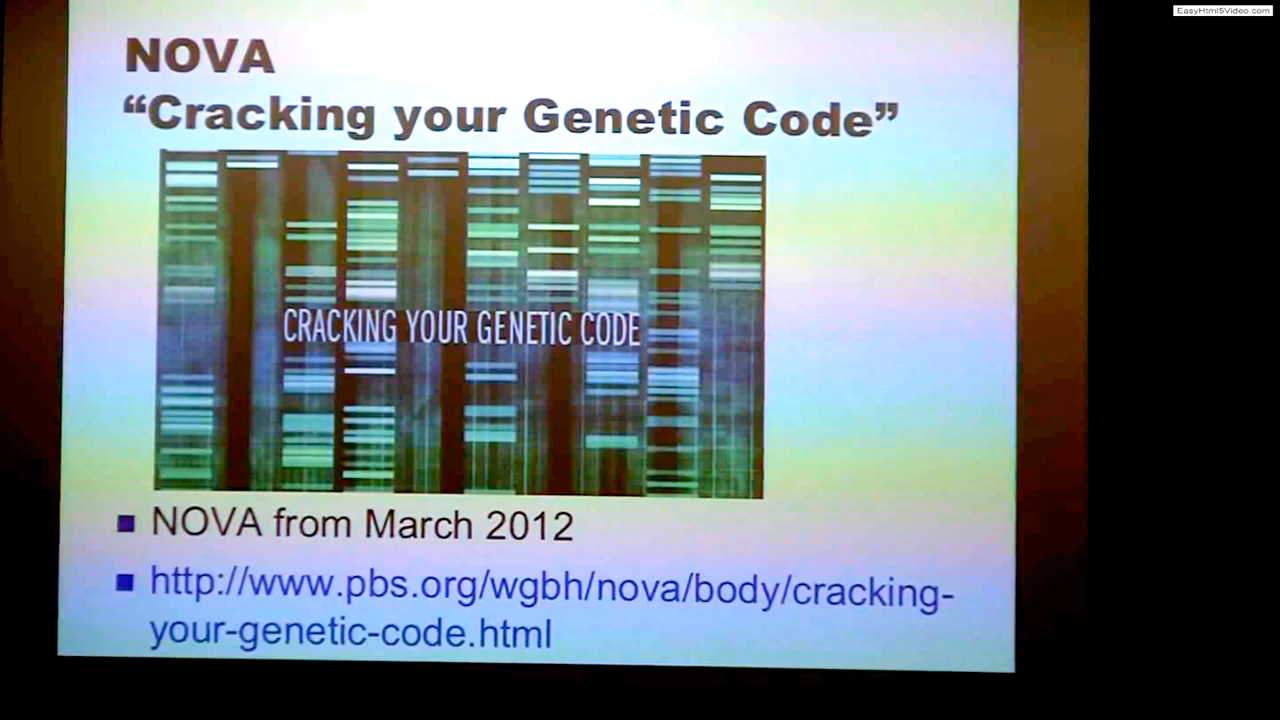 EasyHtml5Video.com
NOVA
“Cracking your Genetic Code”
CRACKING YOUR GENETIC CODE
NOVA from March 2012
http://www.pbs.org/wgbh/nova/body/cracking-
your-genetic-code.html